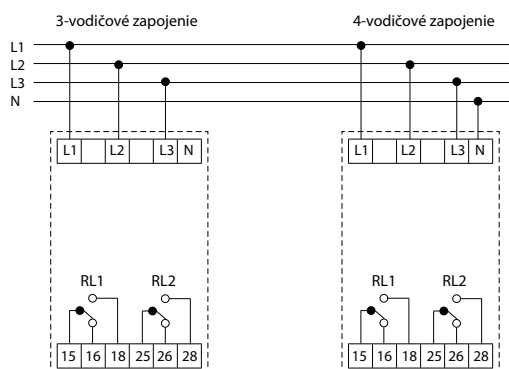 3-vodičové zapojenie 4-vodičové zapojenie
L1
L2
L3
N
L1 L2 L3 N L1 L2 L3 N
RL1 RL2 RL1 RL2
15 16 18 25 26 28 15 16 18 25 26 28